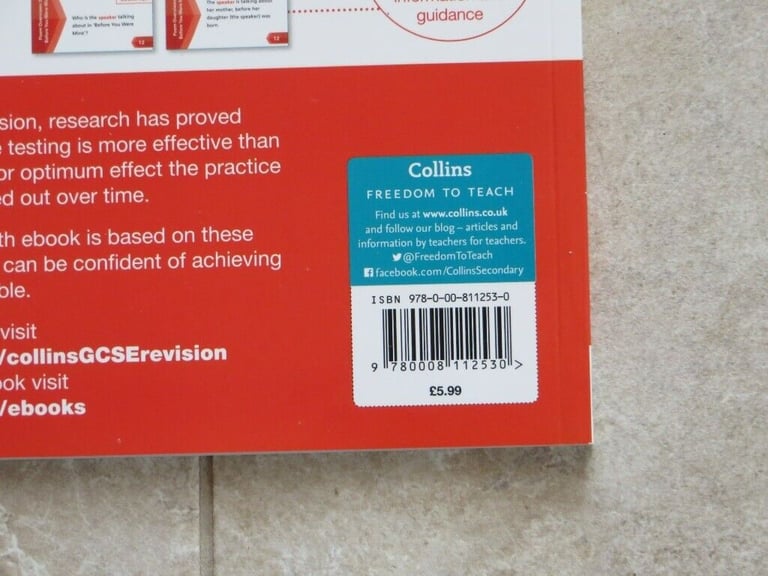 Who is the speaker talking
about in 'Before You Were
Mine'?
12
The speaker is talking about
her mother, before her
daughter (the speaker) was
born.
12
guidance
sion, research has proved
testing is more effective than
or optimum effect the practice
ed out over time.
th ebook is based on these
can be confident of achieving
ble.
visit
/collinsGCSErevision
ook visit
/ebooks
Collins
FREEDOM TO TEACH
Find us at www.collins.co.uk
and follow our blog – articles and
information by teachers for teachers.
@FreedomToTeach
facebook.com/CollinsSecondary
ISBN 978-0-00-811253-0
9 780008 112530 >
£5.99